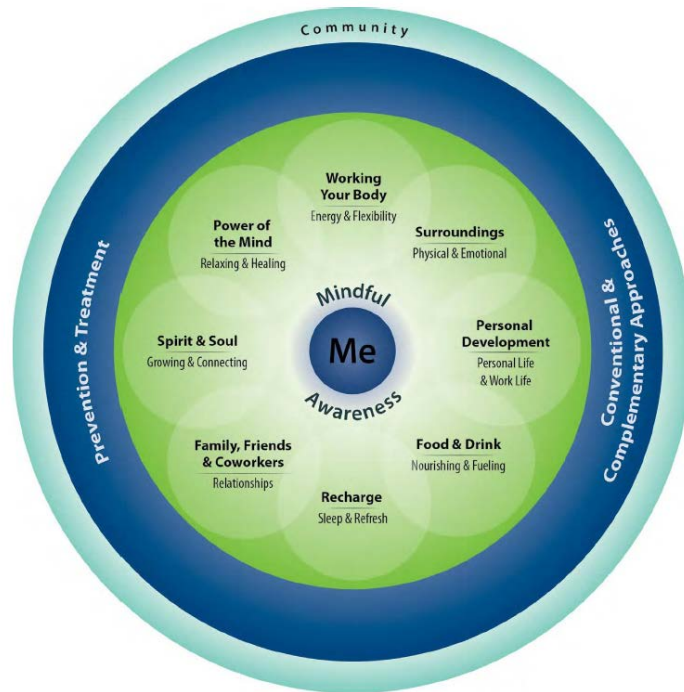 Community
Prevention & Treatment
Conventional &
Complementary Approaches
Working
Your Body
Energy & Flexibility
Surroundings
Physical & Emotional
Personal
Development
Personal Life
& Work Life
Food & Drink
Nourishing & Fueling
Recharge
Sleep & Refresh
Family, Friends
& Coworkers
Relationships
Spirit & Soul
Growing & Connecting
Power of
the Mind
Relaxing & Healing
Mindful
Me
Awareness